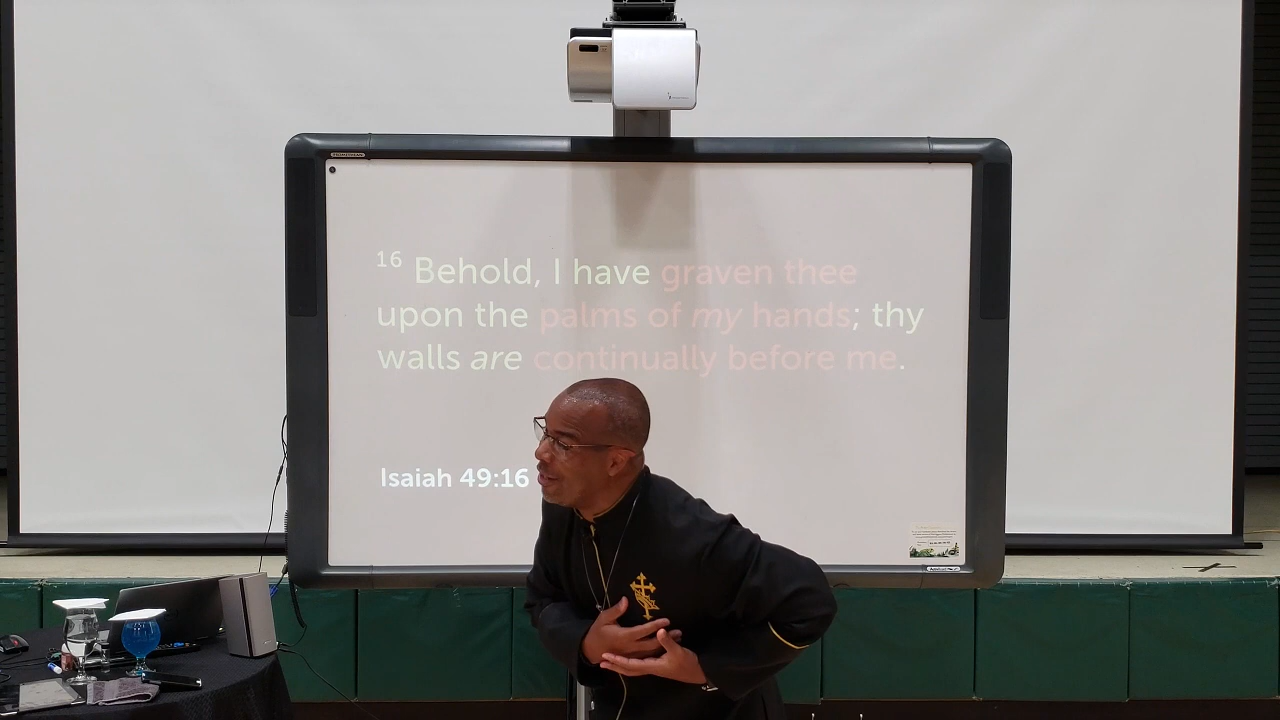 PROMETHEAN
16 Behold, I have graven thee
upon the palms of my hands; thy
walls are continually before me.
Isaiah 49:16